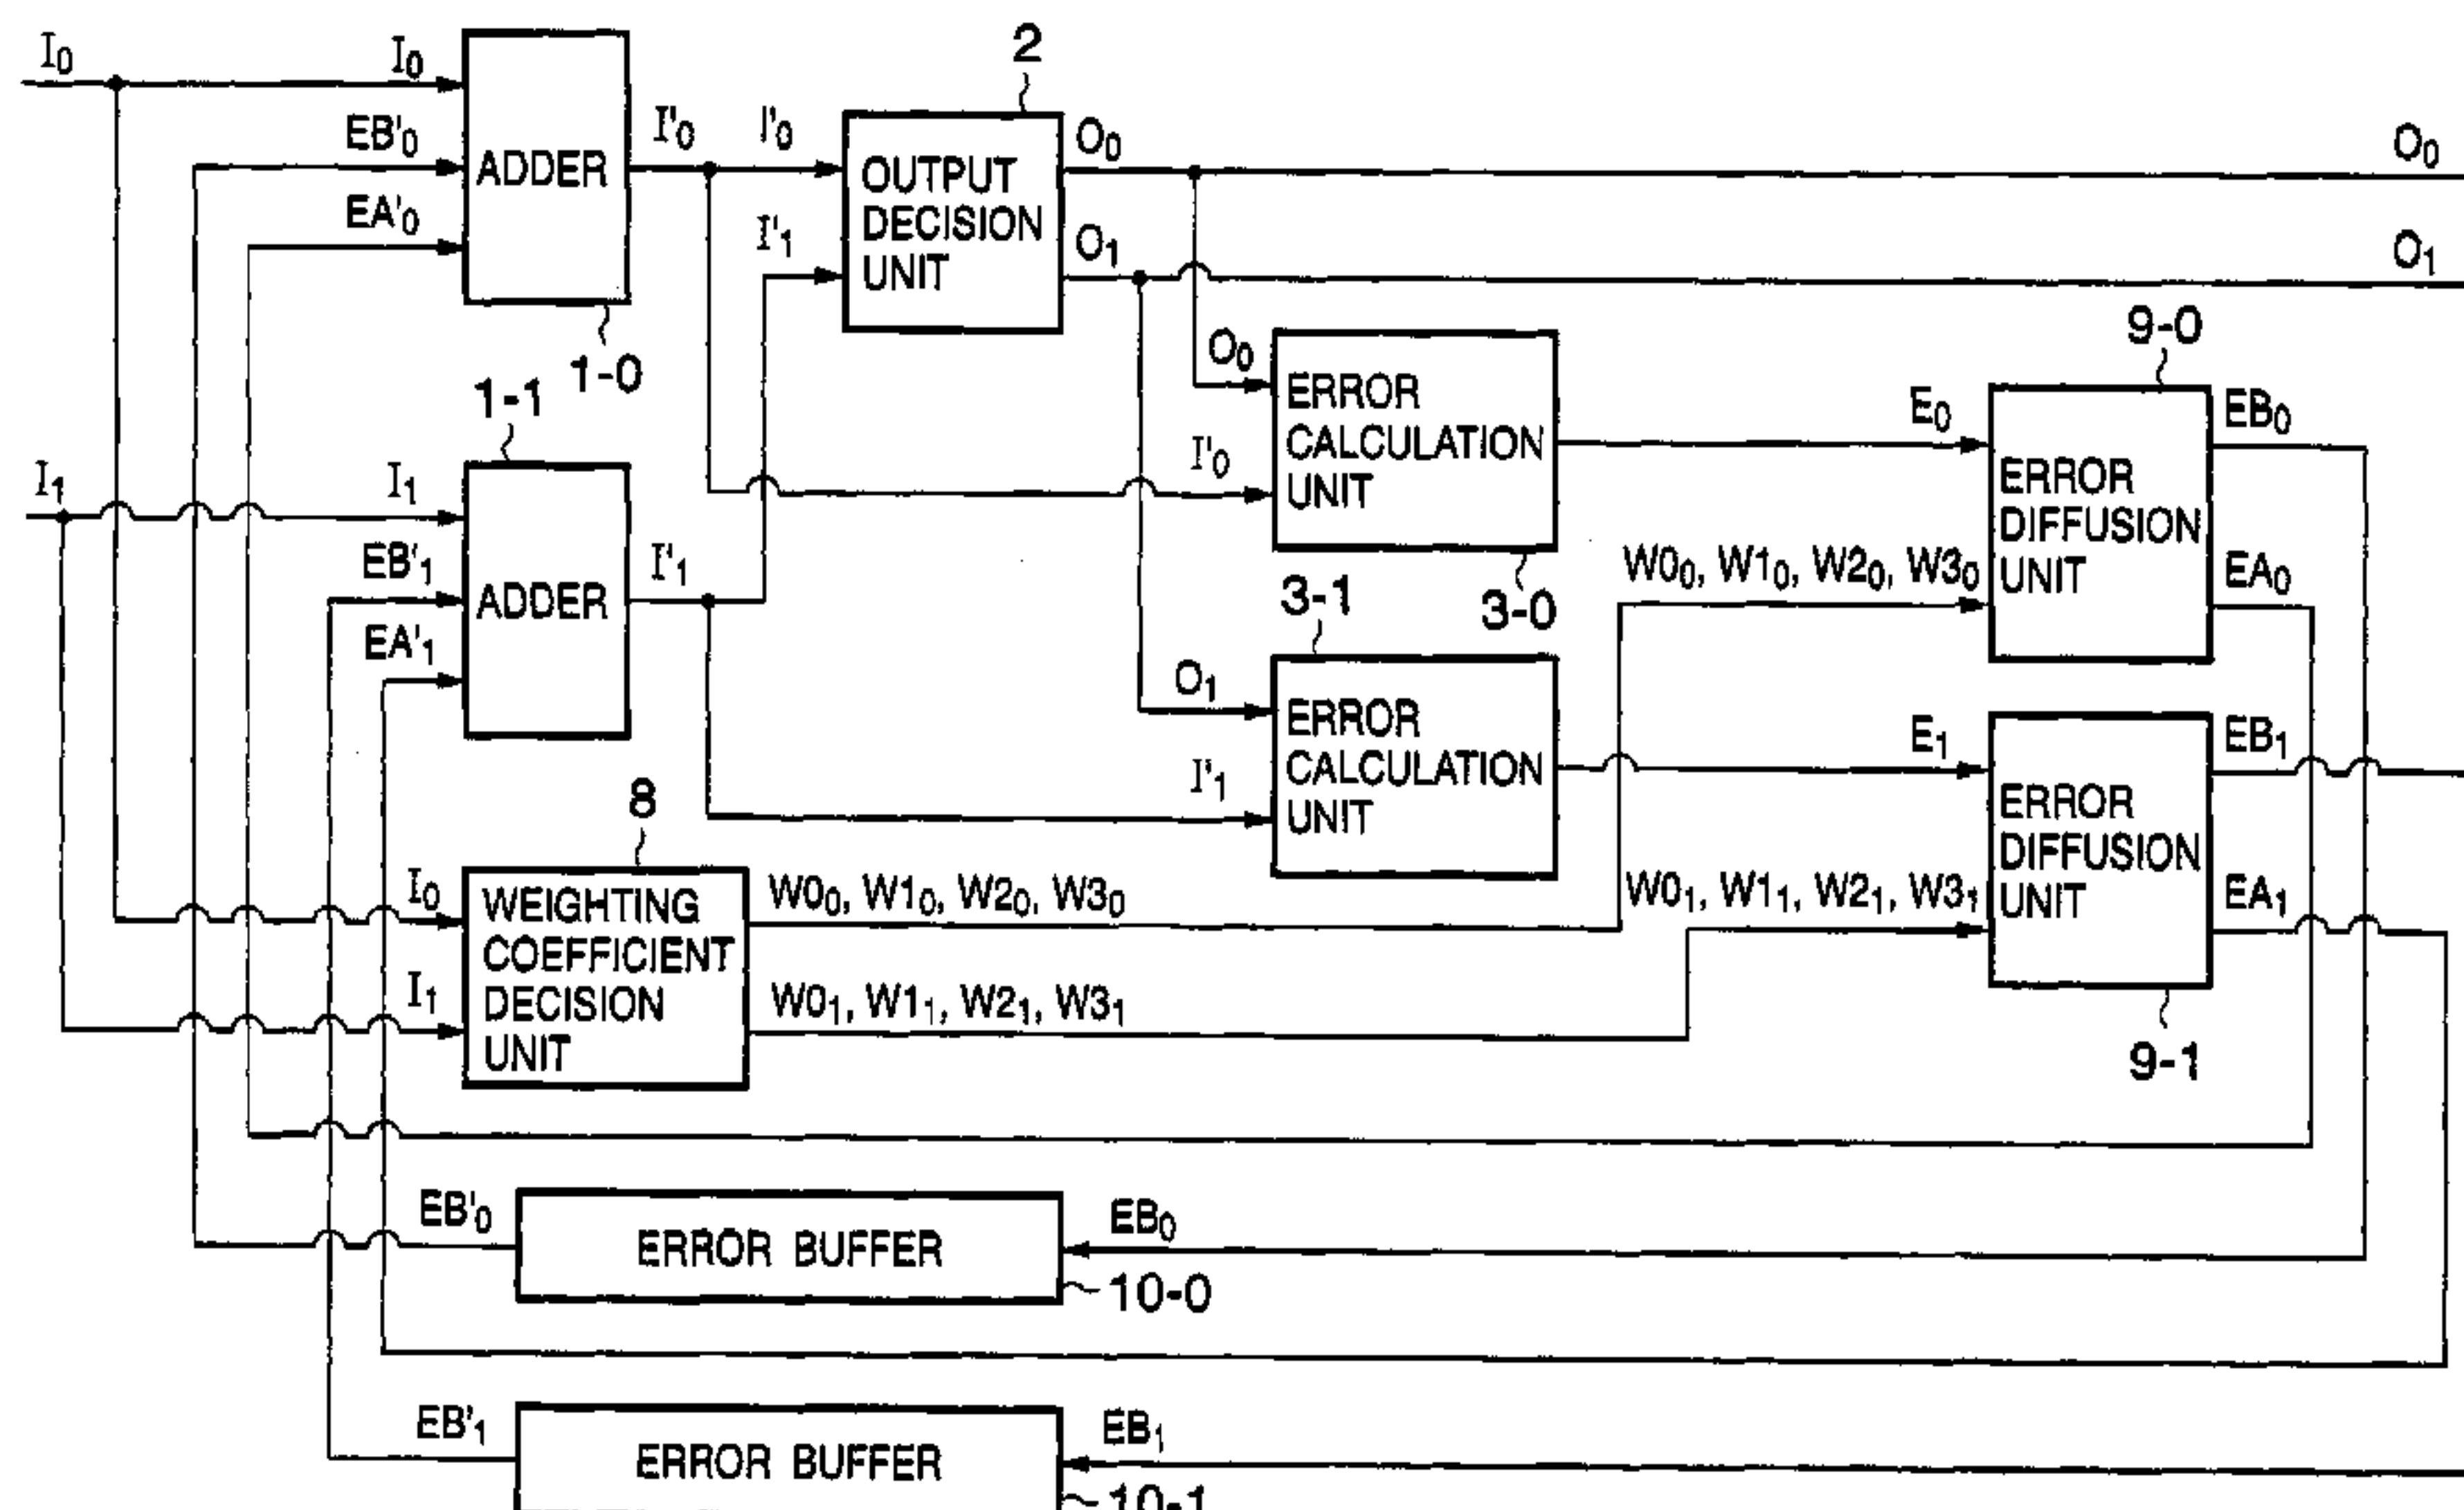 2
I₀
I₀
EB'₀
EA'₀
ADDER
I'₀
I'₀
I'₁
OUTPUT
DECISION
UNIT
O₀
O₁
O₀
O₁
1-0
1-1
I₁
I₁
EB'₁
EA'₁
ADDER
I'₁
O₀
I'₀
ERROR
CALCULATION
UNIT
3-0
E₀
W0₀, W1₀, W2₀, W3₀
9-0
ERROR
DIFFUSION
UNIT
EB₀
EA₀
3-1
O₁
I'₁
ERROR
CALCULATION
UNIT
E₁
W0₁, W1₁, W2₁, W3₁
ERROR
DIFFUSION
UNIT
EB₁
EA₁
9-1
8
I₀
I₁
WEIGHTING
COEFFICIENT
DECISION
UNIT
W0₀, W1₀, W2₀, W3₀
W0₁, W1₁, W2₁, W3₁
EB'₀
ERROR BUFFER
EB₀
10-0
EB'₁
ERROR BUFFER
EB₁
10-1